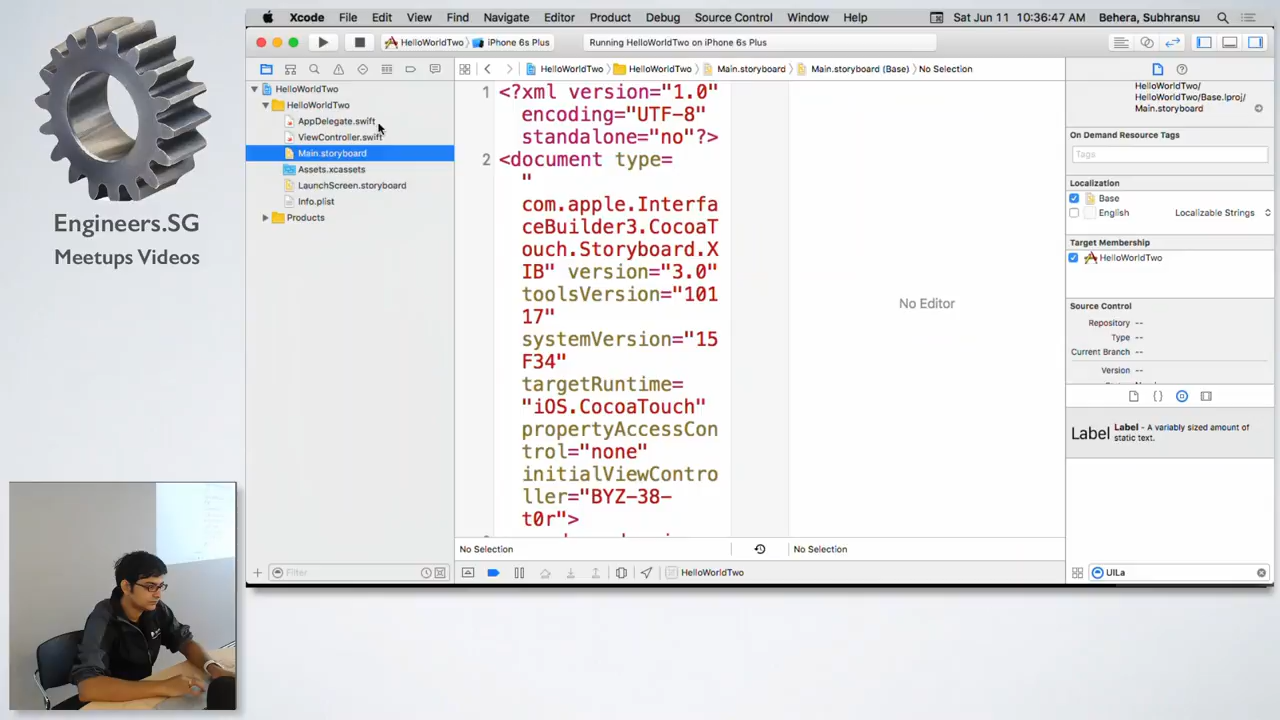 Engineers.SG
Meetups Videos
Xcode File Edit View Find Navigate Editor Product Debug Source Control Window Help Sat Jun 11 10:36:47 AM Behera, Subhransu
HelloWorldTwo iPhone 6s Plus Running HelloWorldTwo on iPhone 6s Plus
HelloWorldTwo HelloWorldTwo Main.storyboard Main.storyboard (Base) No Selection
HelloWorldTwo
HelloWorldTwo
AppDelegate.swift
ViewController.swift
Main.storyboard
Assets.xcassets
LaunchScreen.storyboard
Info.plist
Products
Filter
1 <?xml version="1.0"
encoding="UTF-8"
standalone="no"?>
2 <document type=
"
com.apple.Interfa
ceBuilder3.CocoaT
ouch.Storyboard.X
IB" version="3.0"
toolsVersion="101
17"
systemVersion="15
F34"
targetRuntime=
"iOS.CocoaTouch"
propertyAccessCon
trol="none"
initialViewContro
ller="BYZ-38-
t0r">
No Editor
No Selection
No Selection
HelloWorldTwo
HelloWorldTwo/
HelloWorldTwo/Base.lproj/
Main.storyboard
On Demand Resource Tags
Tags
Localization
Base
English Localizable Strings
Target Membership
HelloWorldTwo
Source Control
Repository --
Type --
Current Branch --
Version --
Label Label - A variably sized amount of
static text.
UILa